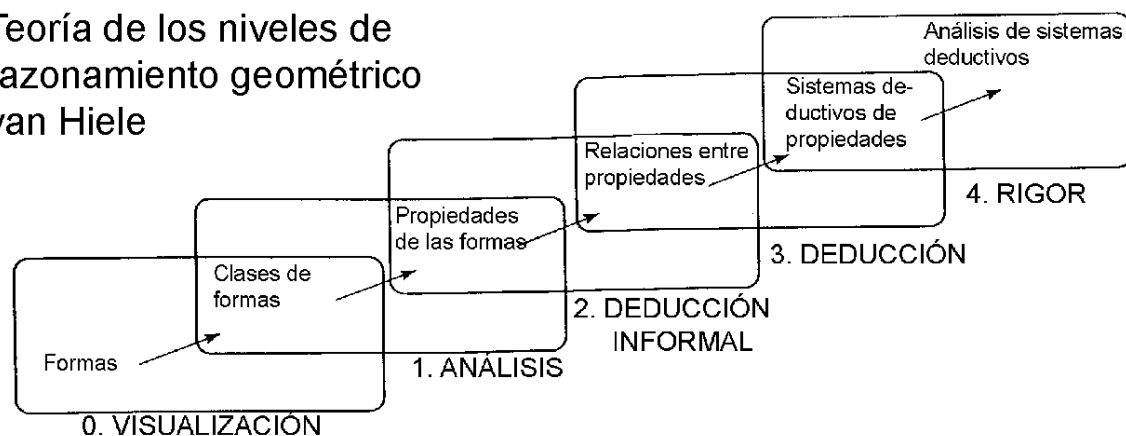 Teoría de los niveles de
razonamiento geométrico
van Hiele
Análisis de sistemas
deductivos
Sistemas de-
ductivos de
propiedades
4. RIGOR
Relaciones entre
propiedades
3. DEDUCCIÓN
Propiedades
de las formas
2. DEDUCCIÓN
INFORMAL
Clases de
formas
1. ANÁLISIS
Formas
0. VISUALIZACIÓN